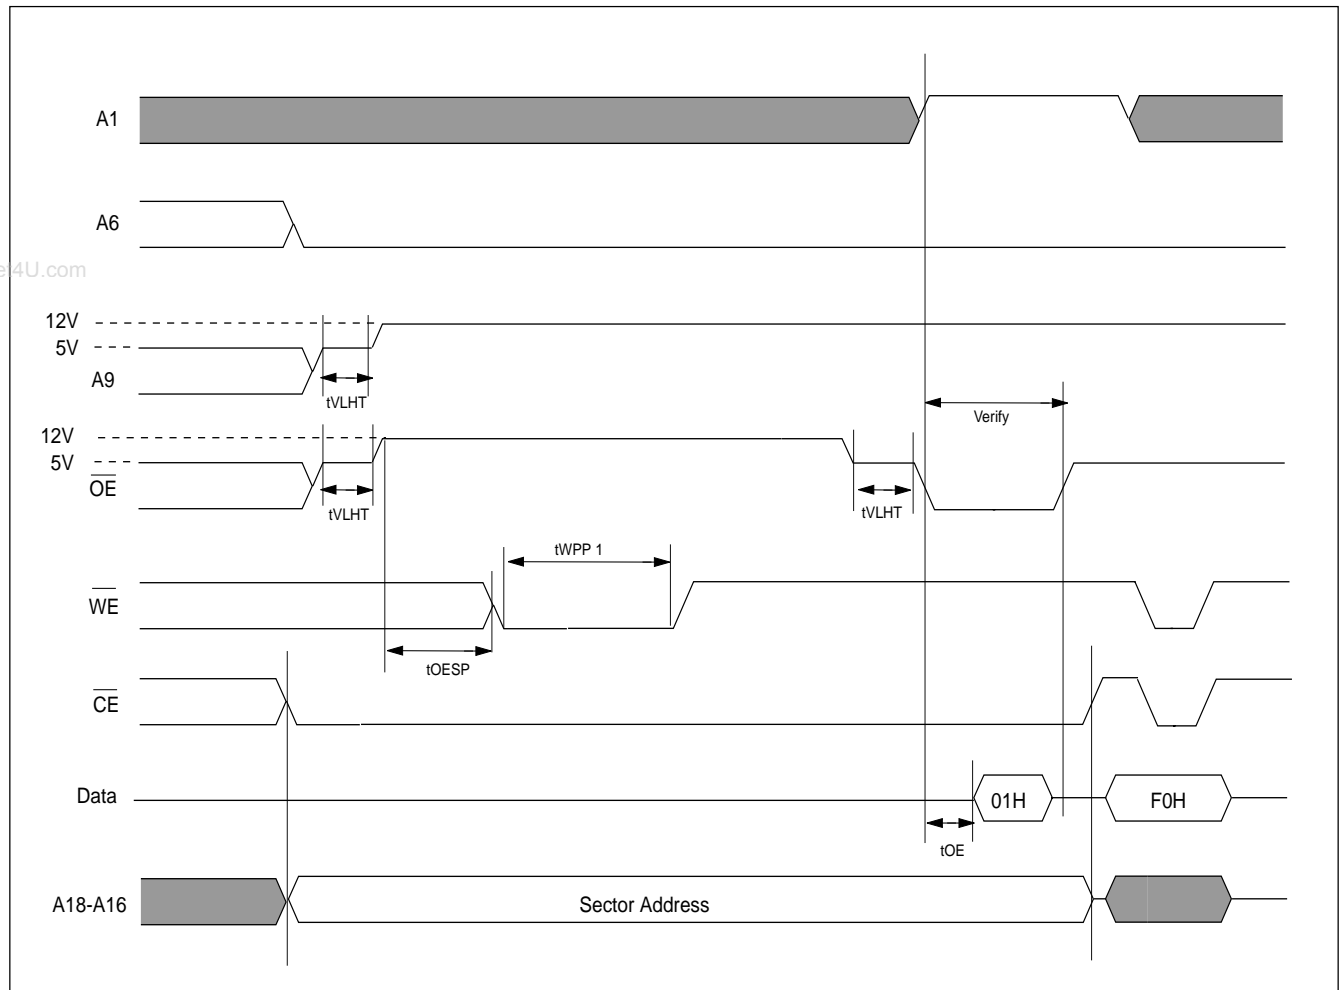 A1
A6
et4U.com
12V
5V
A9
tVLHT
Verify
12V
5V
OE
tVLHT
tVLHT
tWPP 1
WE
tOESP
CE
Data
01H
F0H
tOE
A18-A16
Sector Address